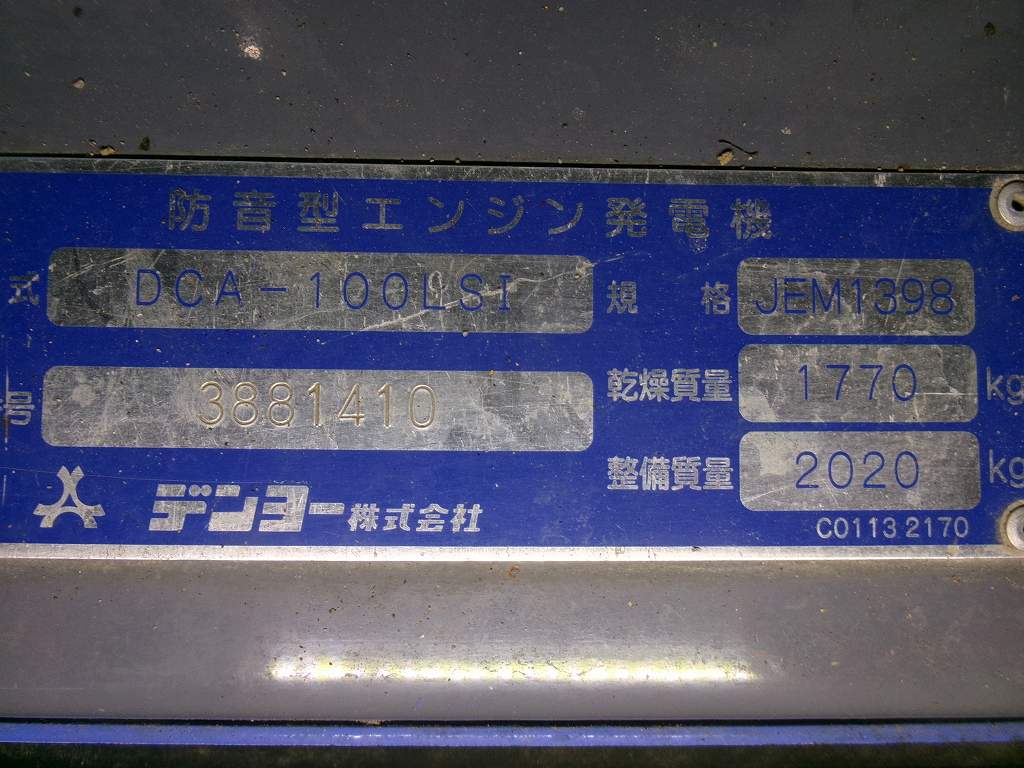 防音型エンジン発電機
式 DCA-100LSI 規格 JEM1398
号 3881410 乾燥質量 1770 kg
整備質量 2020 kg
デンヨー株式会社
C01132170